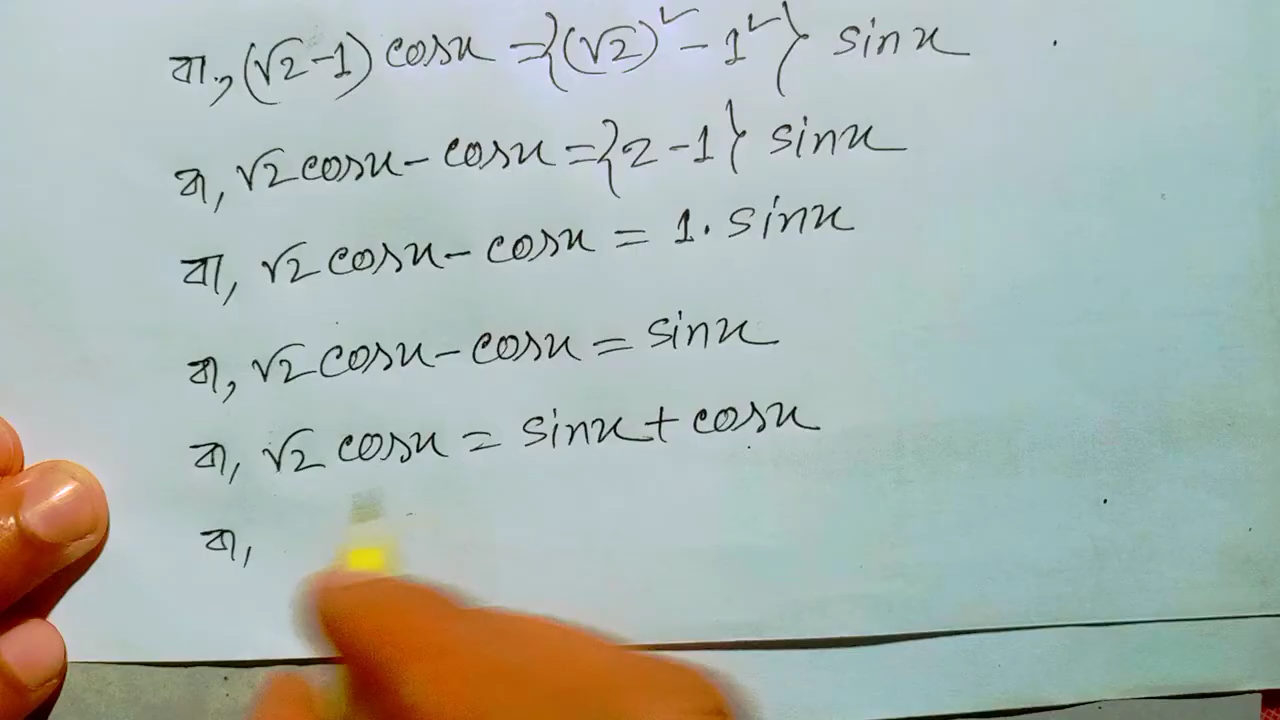 বা, (√2-1) cosx = {(√2)² - 1²} sinx
বা, √2 cosx - cosx = {2 - 1} sinx
বা, √2 cosx - cosx = 1. sinx
বা, √2 cosx - cosx = sinx
বা, √2 cosx = sinx + cosx
বা,